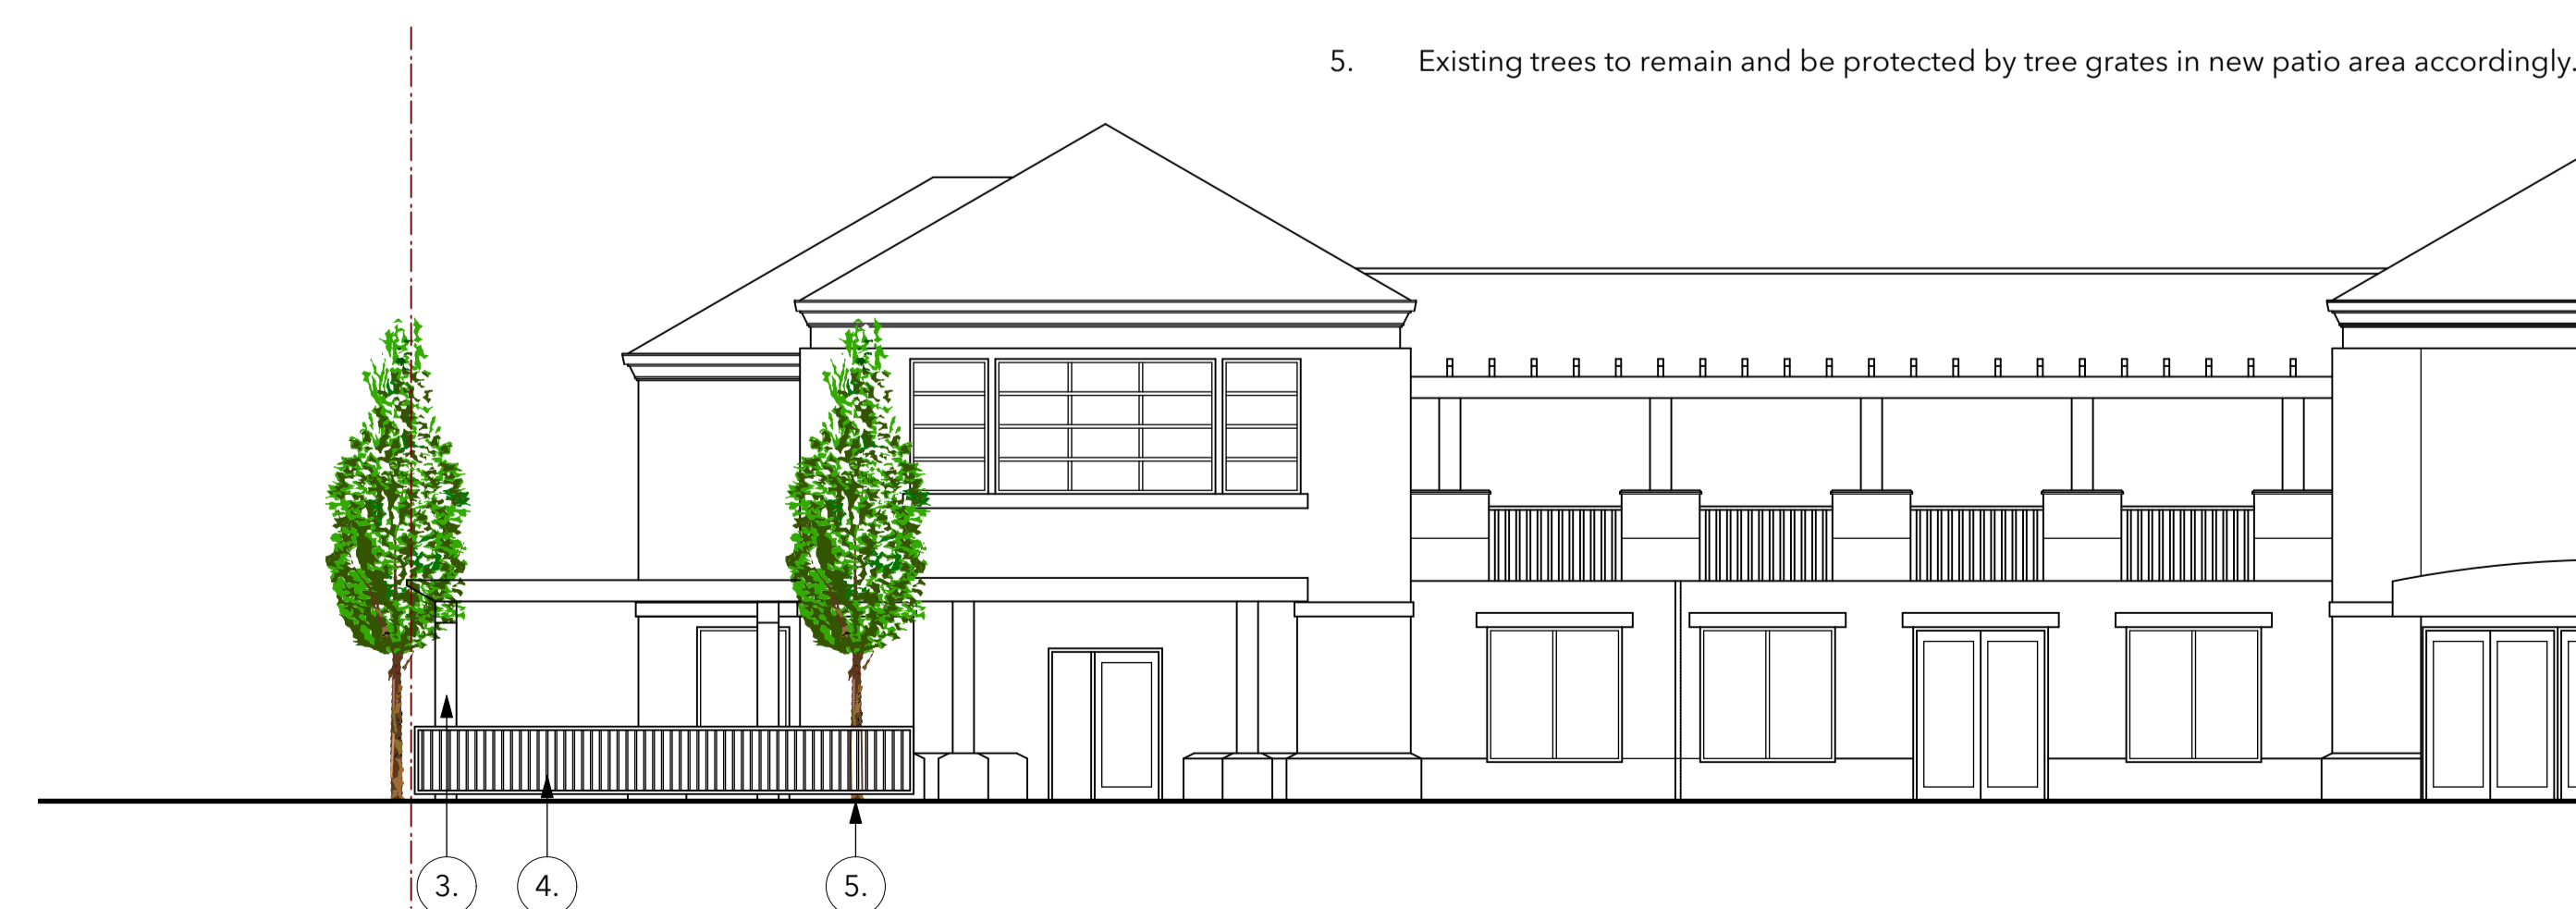 5. Existing trees to remain and be protected by tree grates in new patio area accordingly.
3. 4. 5.